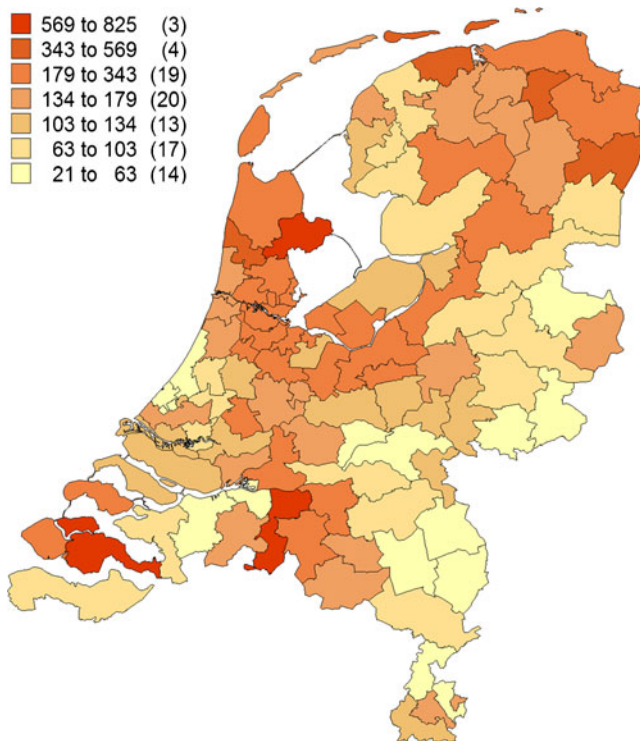 569 to 825 (3)
343 to 569 (4)
179 to 343 (19)
134 to 179 (20)
103 to 134 (13)
63 to 103 (17)
21 to 63 (14)